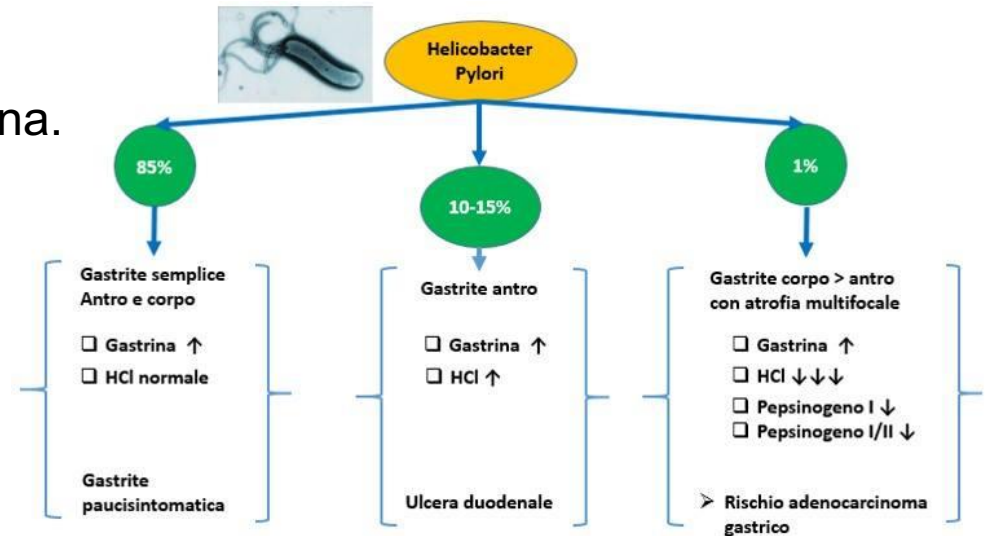 Helicobacter
Pylori
na.
85%
10-15%
1%
Gastrite semplice
Antro e corpo
❑ Gastrina ↑
❑ HCl normale
Gastrite
paucisintomatica
Gastrite antro
❑ Gastrina ↑
❑ HCl ↑
Ulcera duodenale
Gastrite corpo > antro
con atrofia multifocale
❑ Gastrina ↑
❑ HCl ↓↓↓
❑ Pepsinogeno I ↓
❑ Pepsinogeno I/II ↓
➢ Rischio adenocarcinoma
gastrico